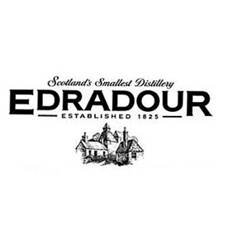 Scotland's Smallest Distillery
EDRADOUR
ESTABLISHED 1825